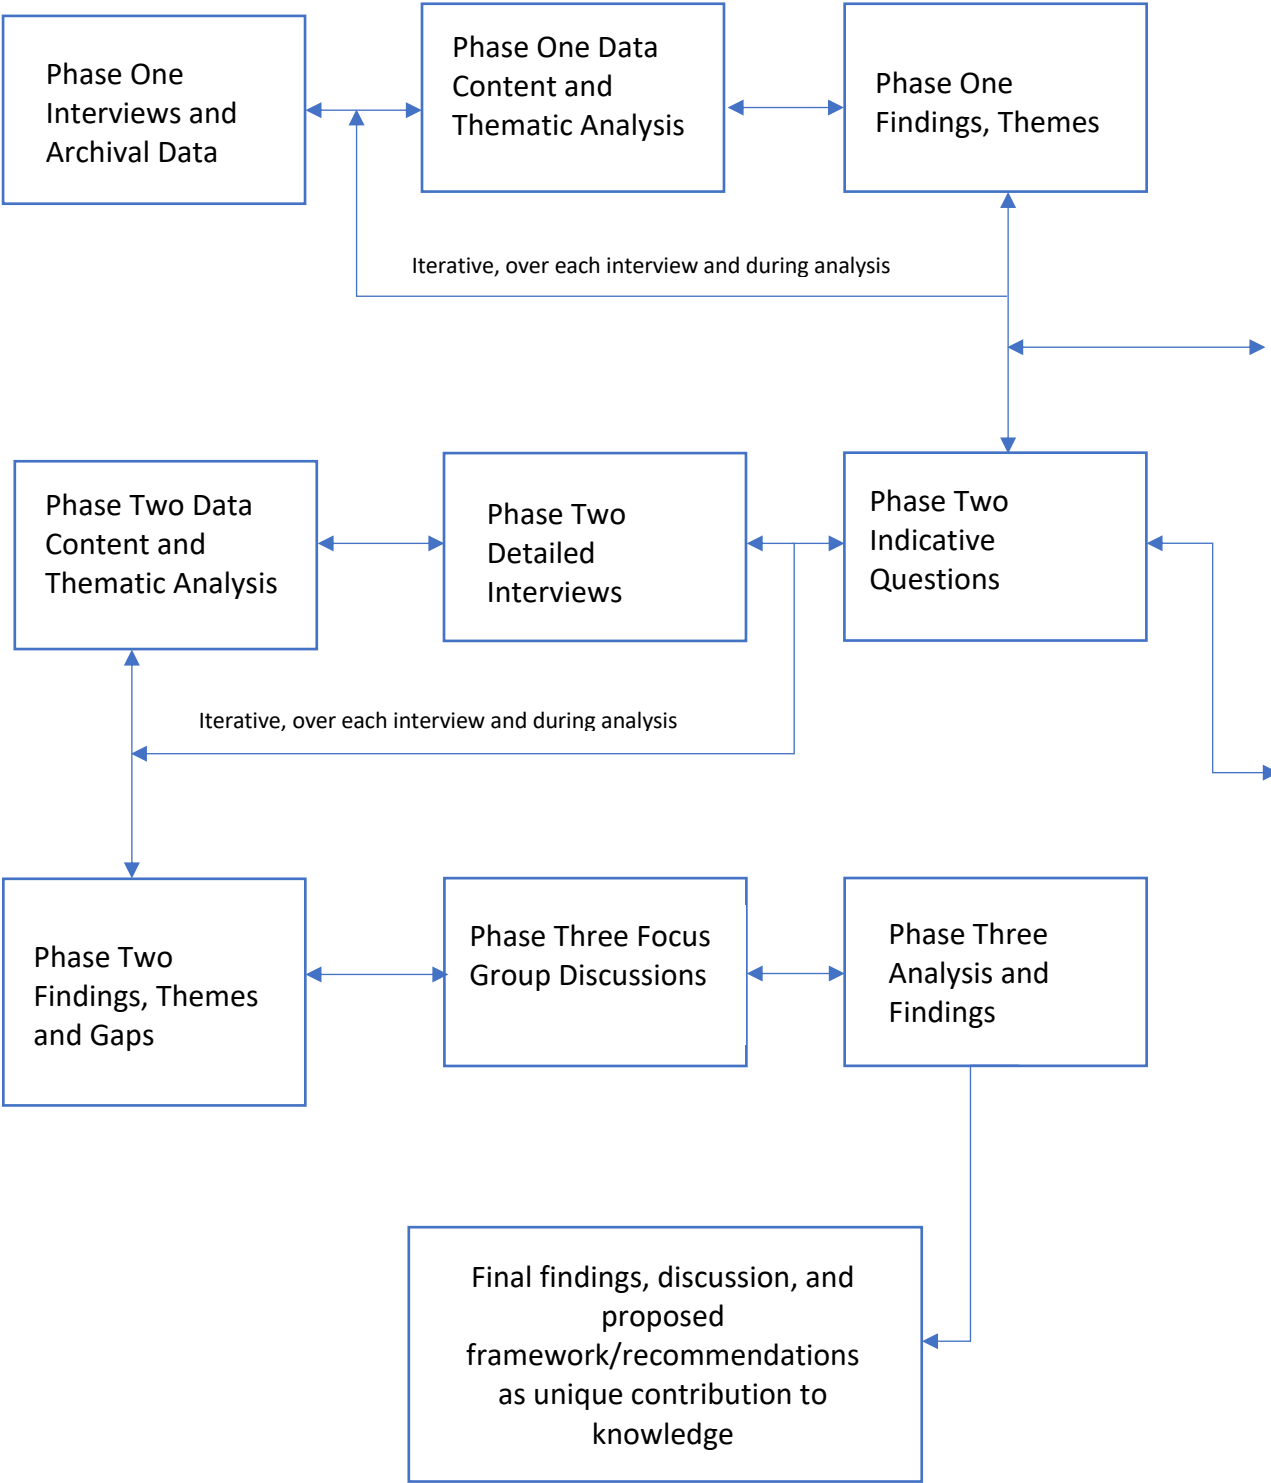 Phase One
Interviews and
Archival Data
Phase One Data
Content and
Thematic Analysis
Phase One
Findings, Themes
Iterative, over each interview and during analysis
Phase Two Data
Content and
Thematic Analysis
Phase Two
Detailed
Interviews
Phase Two
Indicative
Questions
Iterative, over each interview and during analysis
Phase Two
Findings, Themes
and Gaps
Phase Three Focus
Group Discussions
Phase Three
Analysis and
Findings
Final findings, discussion, and
proposed
framework/recommendations
as unique contribution to
knowledge